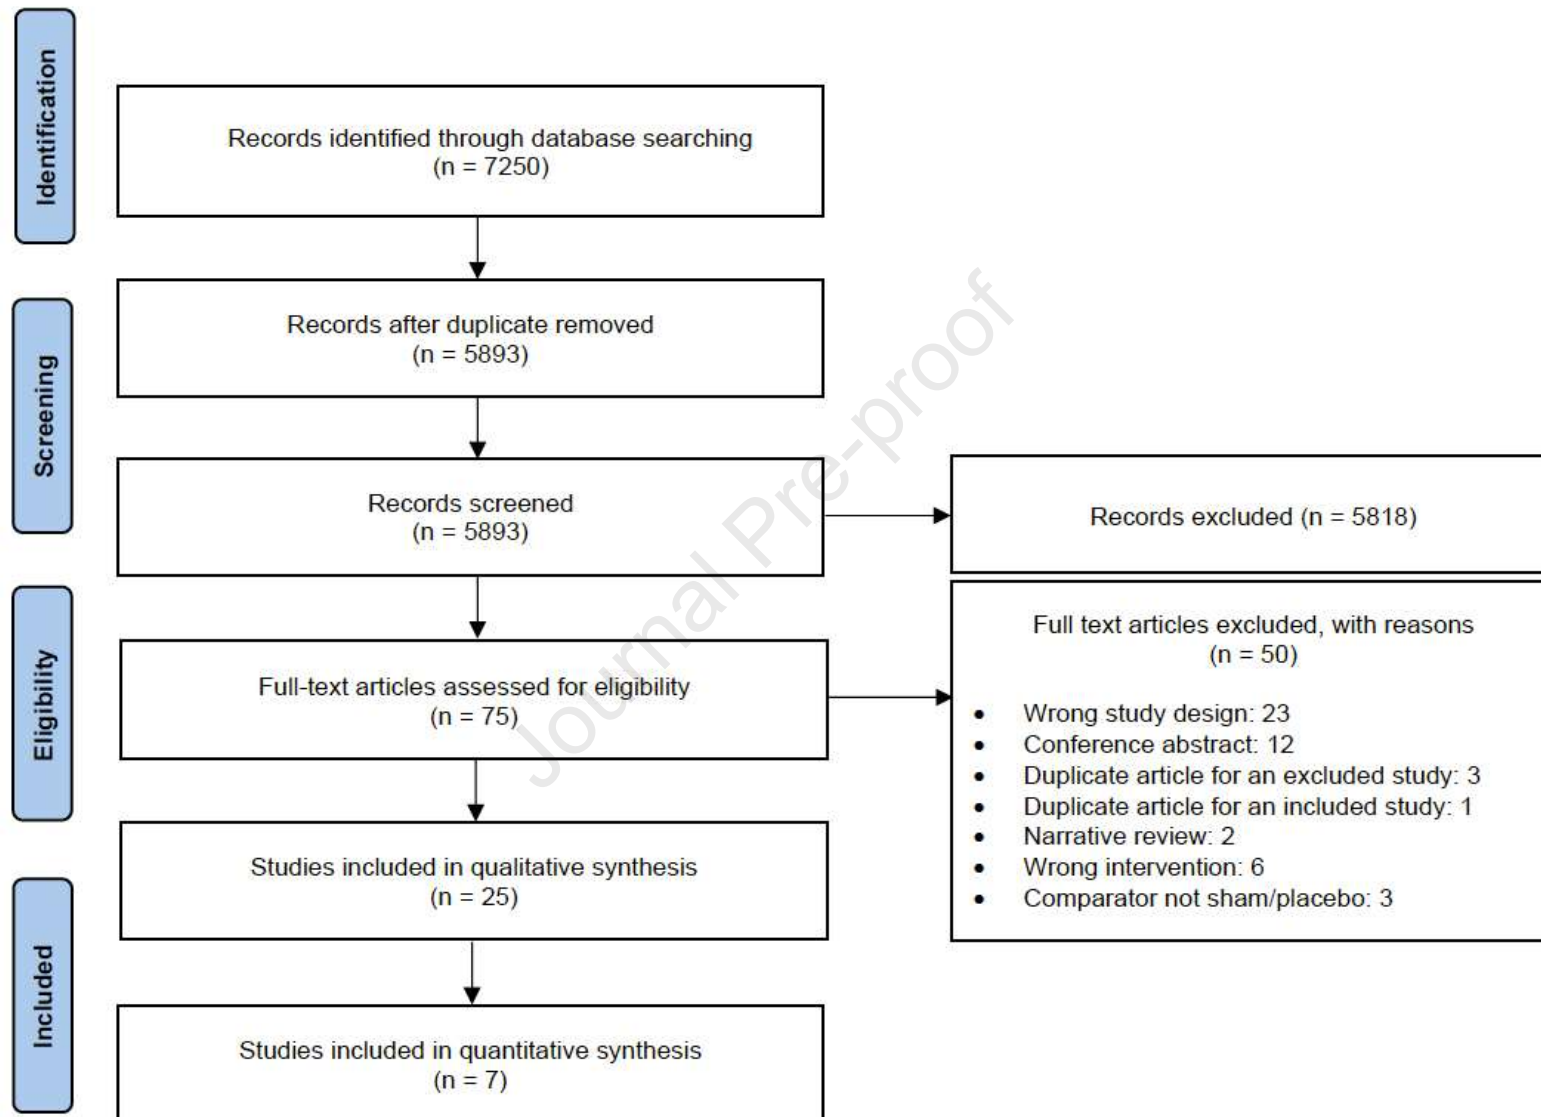 Identification
Records identified through database searching
(n = 7250)
Screening
Records after duplicate removed
(n = 5893)
Records screened
(n = 5893)
Records excluded (n = 5818)
Eligibility
Full-text articles assessed for eligibility
(n = 75)
Full text articles excluded, with reasons
(n = 50)
• Wrong study design: 23
• Conference abstract: 12
• Duplicate article for an excluded study: 3
• Duplicate article for an included study: 1
• Narrative review: 2
• Wrong intervention: 6
• Comparator not sham/placebo: 3
Studies included in qualitative synthesis
(n = 25)
Included
Studies included in quantitative synthesis
(n = 7)
Journal Pre-proof